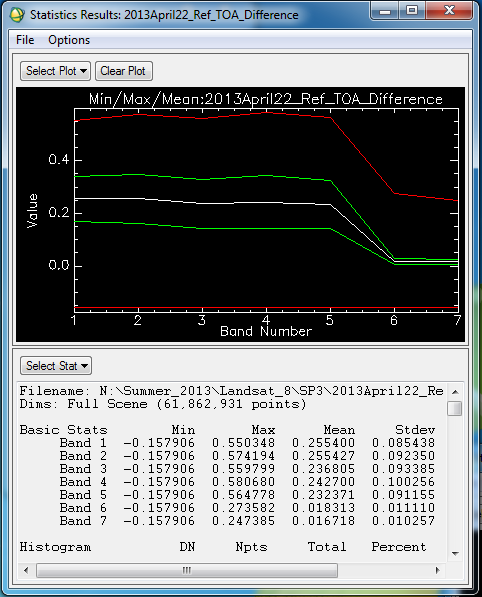 Statistics Results: 2013April22_Ref_TOA_Difference
File Options
Select Plot Clear Plot
Min/Max/Mean:2013April22_Ref_TOA_Difference
0.4
0.2
0.0
Value
1 2 3 4 5 6 7
Band Number
Select Stat
Filename: N:\Summer_2013\Landsat_8\SP3\2013April22_Re
Dims: Full Scene (61,862,931 points)
Basic Stats Min Max Mean Stdev
Band 1 -0.157906 0.550348 0.255400 0.085438
Band 2 -0.157906 0.574194 0.255427 0.092350
Band 3 -0.157906 0.559799 0.236805 0.093385
Band 4 -0.157906 0.580680 0.242700 0.100256
Band 5 -0.157906 0.564778 0.232371 0.091155
Band 6 -0.157906 0.273582 0.018313 0.011110
Band 7 -0.157906 0.247385 0.016718 0.010257
Histogram DN Npts Total Percent